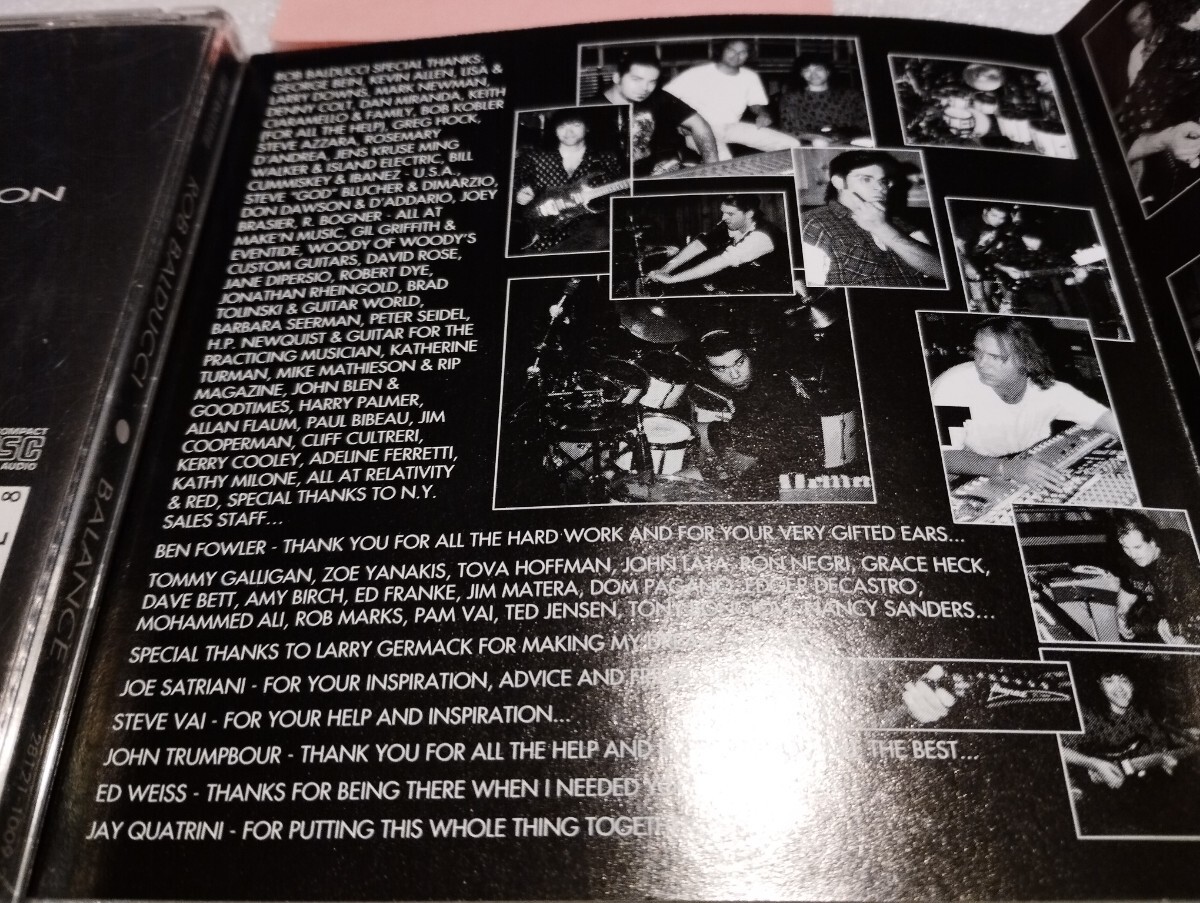 ROB BALDUCCI SPECIAL THANKS:
GEORGE BEN, KEVIN ALLEN, LISA &
LARRY DOWNS, MARK NEWMAN,
DENNY COLT, DAN MIRANDA, KEITH
CIARAMELLO & FAMILY, BOB KOBLER
(FOR ALL THE HELP), GREG HOCK,
STEVE AZZARA, ROSEMARY
D'ANDREA, JENS KRUSE MING
WALKER & ISLAND ELECTRIC, BILL
CUMMISKEY & IBANEZ - U.S.A.,
STEVE "GOD" BLUCHER & DIMARZIO,
DON DAWSON & D'ADDARIO, JOEY
BRASIER, R. BOGNER - ALL AT
MAKE'N MUSIC, GIL GRIFFITH &
EVENTIDE, WOODY OF WOODY'S
CUSTOM GUITARS, DAVID ROSE,
JANE DIPERSIO, ROBERT DYE,
JONATHAN RHEINGOLD, BRAD
TOLINSKI & GUITAR WORLD,
BARBARA SEERMAN, PETER SEIDEL,
H.P. NEWQUIST & GUITAR FOR THE
PRACTICING MUSICIAN, KATHERINE
TURMAN, MIKE MATHIESON & RIP
MAGAZINE, JOHN BLEN &
GOODTIMES, HARRY PALMER,
ALLAN FLAUM, PAUL BIBEAU, JIM
COOPERMAN, CLIFF CULTRERI,
KERRY COOLEY, ADELINE FERRETTI,
KATHY MILONE, ALL AT RELATIVITY
& RED, SPECIAL THANKS TO N.Y.
SALES STAFF...
BEN FOWLER - THANK YOU FOR ALL THE HARD WORK AND FOR YOUR VERY GIFTED EARS...
TOMMY GALLIGAN, ZOE YANAKIS, TOVA HOFFMAN, JOHN LATA, RON NEGRI, GRACE HECK,
DAVE BETT, AMY BIRCH, ED FRANKE, JIM MATERA, DOM PAGANO, DECASTRO,
MOHAMMED ALI, ROB MARKS, PAM VAI, TED JENSEN, NANCY SANDERS...
SPECIAL THANKS TO LARRY GERMACK FOR MAKING MY
JOE SATRIANI - FOR YOUR INSPIRATION, ADVICE AND
STEVE VAI - FOR YOUR HELP AND INSPIRATION...
JOHN TRUMPBOUR - THANK YOU FOR ALL THE HELP AND THE BEST...
ED WEISS - THANKS FOR BEING THERE WHEN I NEEDED
JAY QUATRINI - FOR PUTTING THIS WHOLE THING
ROB BALDUCCI • BALANCE
ON
COMPACT
DISC
AUDIO
8